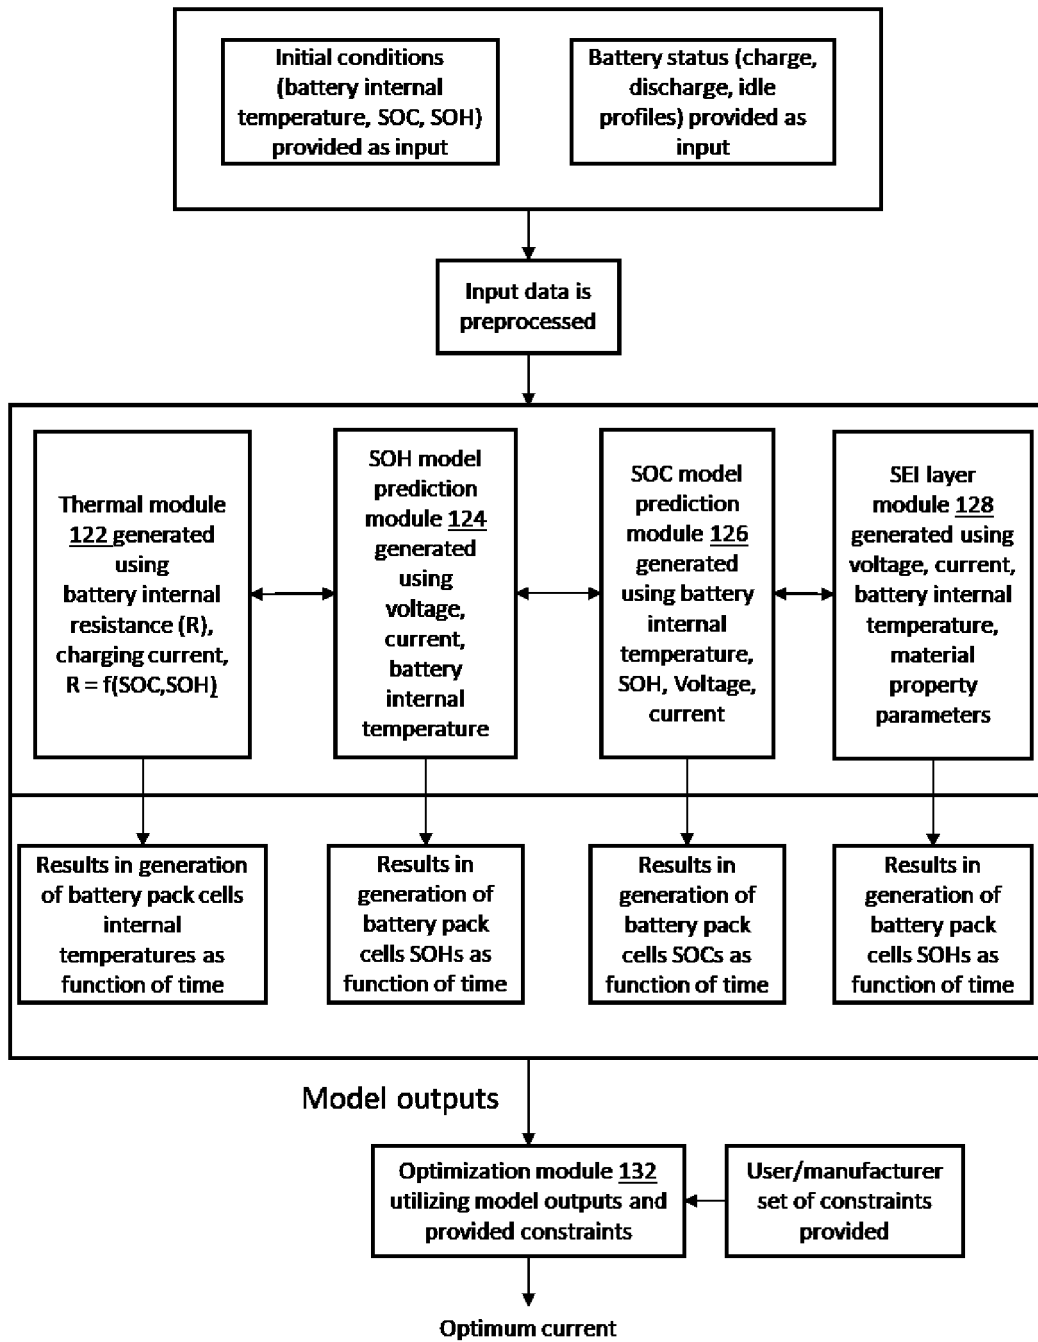 Initial conditions
(battery internal
temperature, SOC, SOH)
provided as input
Battery status (charge,
discharge, idle
profiles) provided as
input
Input data is
preprocessed
Thermal module
122 generated
using
battery internal
resistance (R),
charging current,
R = f(SOC,SOH)
SOH model
prediction
module 124
generated
using
voltage,
current,
battery
internal
temperature
SOC model
prediction
module 126
generated
using battery
internal
temperature,
SOH, Voltage,
current
SEI layer
module 128
generated using
voltage, current,
battery internal
temperature,
material
property
parameters
Results in generation
of battery pack cells
internal
temperatures as
function of time
Results in
generation of
battery pack
cells SOHs as
function of time
Results in
generation of
battery pack
cells SOCs as
function of time
Results in
generation of
battery pack
cells SOHs as
function of time
Model outputs
Optimization module 132
utilizing model outputs and
provided constraints
User/manufacturer
set of constraints
provided
Optimum current